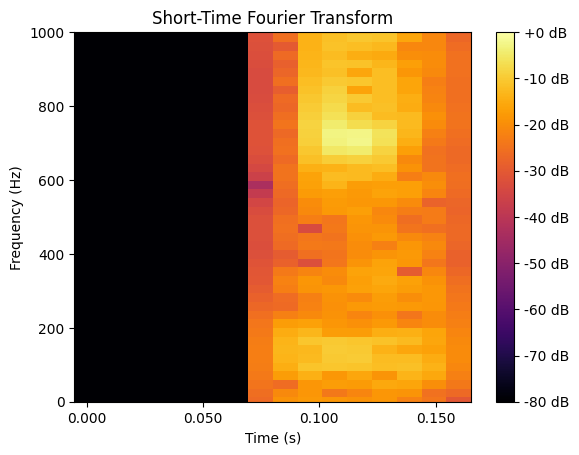 Short-Time Fourier Transform
1000
800
600
400
200
0
Frequency (Hz)
0.000
0.050
0.100
0.150
Time (s)
+0 dB
-10 dB
-20 dB
-30 dB
-40 dB
-50 dB
-60 dB
-70 dB
-80 dB